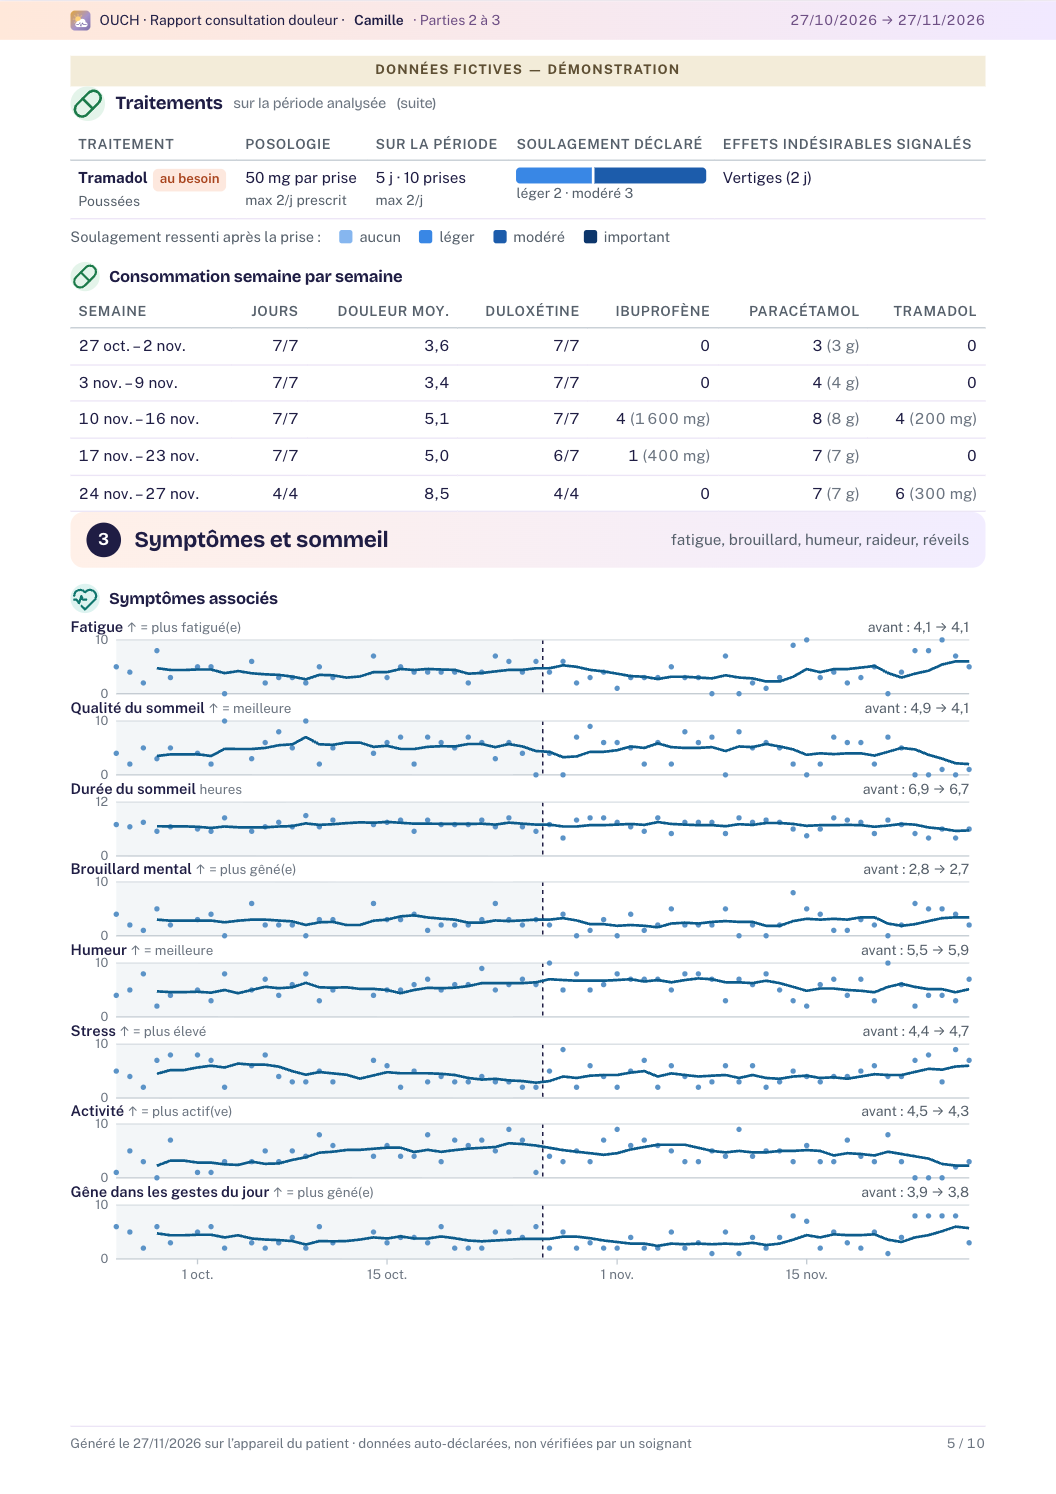 OUCH · Rapport consultation douleur · Camille · Parties 2 à 3 27/10/2026 → 27/11/2026
DONNÉES FICTIVES — DÉMONSTRATION
Traitements sur la période analysée (suite)
TRAITEMENT POSOLOGIE SUR LA PÉRIODE SOULAGEMENT DÉCLARÉ EFFETS INDÉSIRABLES SIGNALÉS
Tramadol au besoin 50 mg par prise 5 j · 10 prises Vertiges (2 j)
Poussées max 2/j prescrit max 2/j léger 2 · modéré 3
Soulagement ressenti après la prise : aucun léger modéré important
Consommation semaine par semaine
SEMAINE JOURS DOULEUR MOY. DULOXÉTINE IBUPROFÈNE PARACÉTAMOL TRAMADOL
27 oct. – 2 nov. 7/7 3,6 7/7 0 3 (3 g) 0
3 nov. – 9 nov. 7/7 3,4 7/7 0 4 (4 g) 0
10 nov. – 16 nov. 7/7 5,1 7/7 4 (1 600 mg) 8 (8 g) 4 (200 mg)
17 nov. – 23 nov. 7/7 5,0 6/7 1 (400 mg) 7 (7 g) 0
24 nov. – 27 nov. 4/4 8,5 4/4 0 7 (7 g) 6 (300 mg)
3 Symptômes et sommeil fatigue, brouillard, humeur, raideur, réveils
Symptômes associés
Fatigue ↑ = plus fatigué(e) avant : 4,1 → 4,1
10
0
Qualité du sommeil ↑ = meilleure avant : 4,9 → 4,1
10
0
Durée du sommeil heures avant : 6,9 → 6,7
12
0
Brouillard mental ↑ = plus gêné(e) avant : 2,8 → 2,7
10
0
Humeur ↑ = meilleure avant : 5,5 → 5,9
10
0
Stress ↑ = plus élevé avant : 4,4 → 4,7
10
0
Activité ↑ = plus actif(ve) avant : 4,5 → 4,3
10
0
Gêne dans les gestes du jour ↑ = plus gêné(e) avant : 3,9 → 3,8
10
0
1 oct. 15 oct. 1 nov. 15 nov.
Généré le 27/11/2026 sur l’appareil du patient · données auto-déclarées, non vérifiées par un soignant 5 / 10